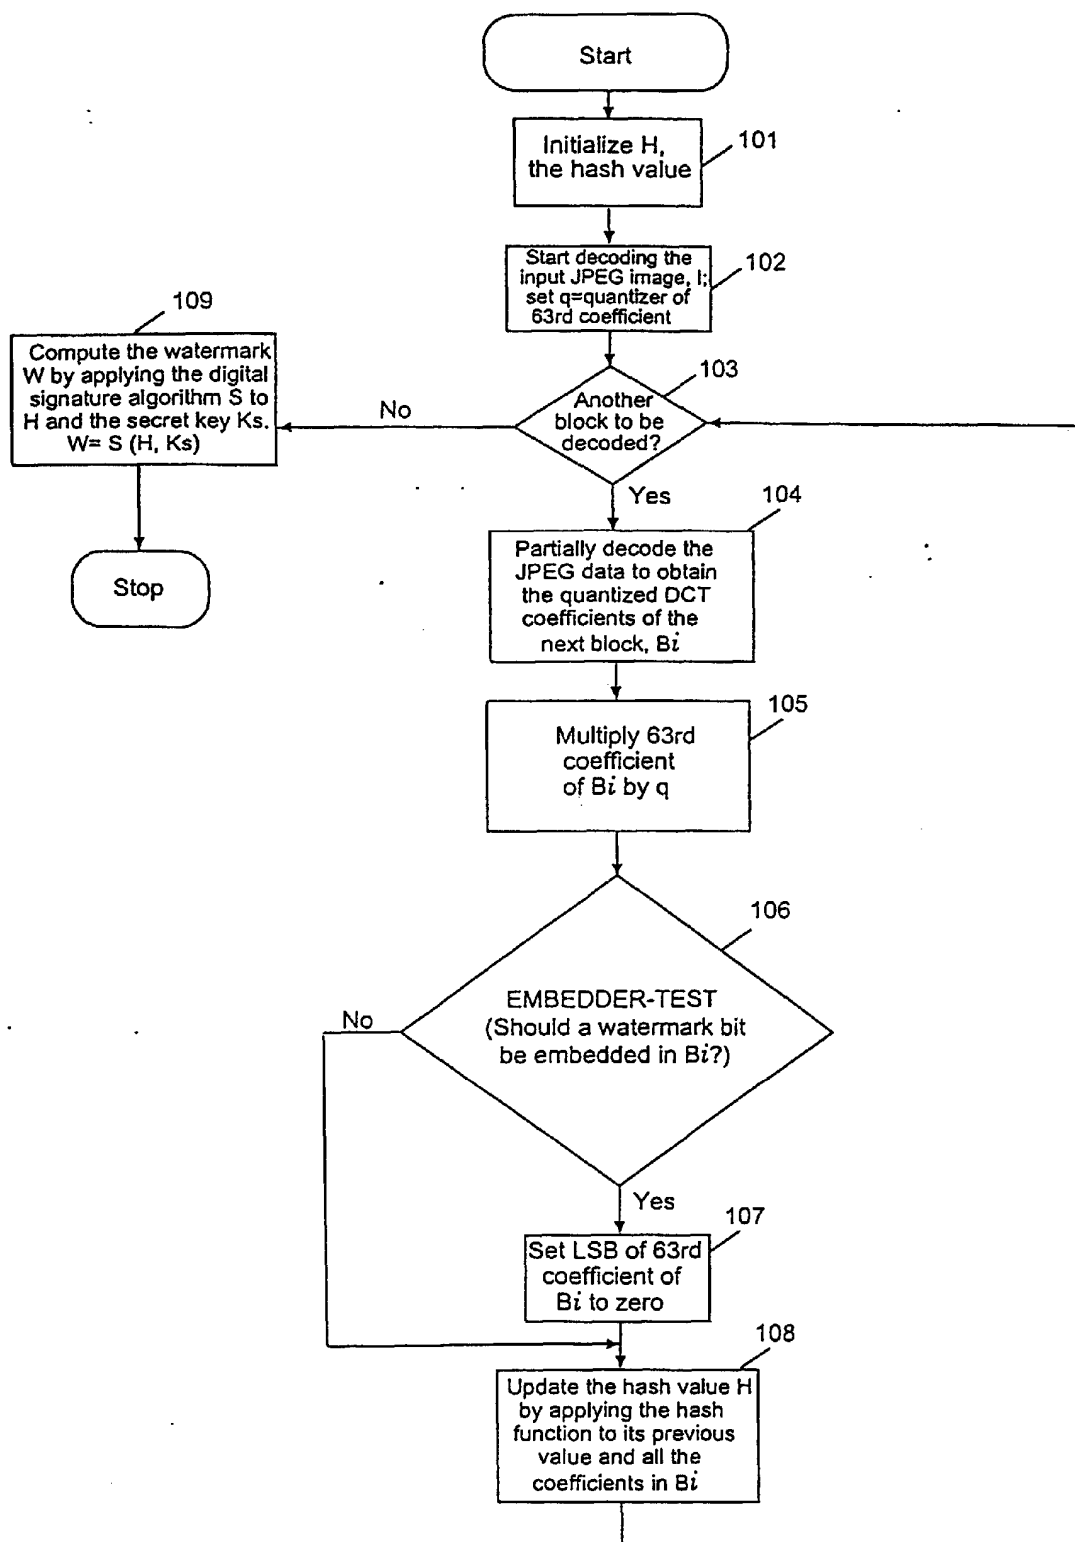 Start
Initialize H,
the hash value
101
Start decoding the
input JPEG image, I;
set q=quantizer of
63rd coefficient
102
109
Compute the watermark
W by applying the digital
signature algorithm S to
H and the secret key Ks.
W= S (H, Ks)
No
Another
block to be
decoded?
103
Yes
Stop
Partially decode the
JPEG data to obtain
the quantized DCT
coefficients of the
next block, Bi
104
Multiply 63rd
coefficient
of Bi by q
105
106
EMBEDDER-TEST
(Should a watermark bit
be embedded in Bi?)
No
Yes
Set LSB of 63rd
coefficient of
Bi to zero
107
Update the hash value H
by applying the hash
function to its previous
value and all the
coefficients in Bi
108